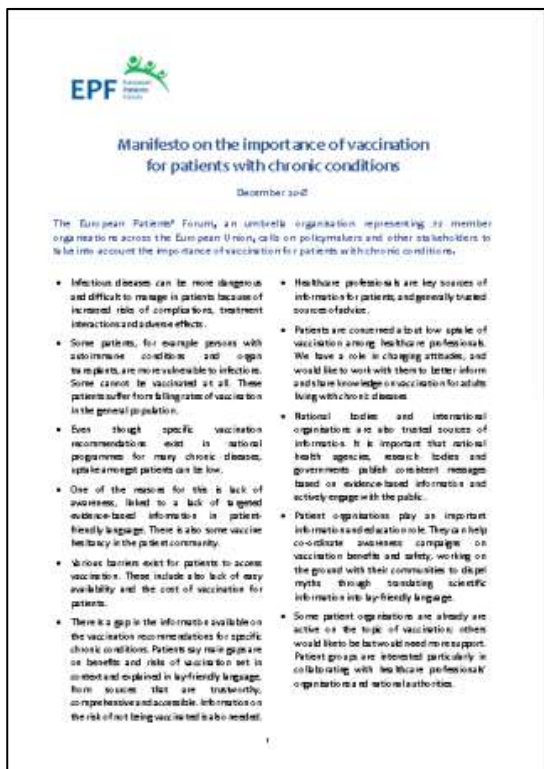 EPF
European
Patients
Forum
Manifesto on the importance of vaccination
for patients with chronic conditions
December 2018
The European Patients' Forum, an umbrella organisation representing 72 member
organisations across the European Union, calls on policymakers and other stakeholders to
take into account the importance of vaccination for patients with chronic conditions.
• Infectious diseases can be more dangerous
and difficult to manage in patients because of
increased risks of complications, treatment
interactions and adverse effects.
• Some patients, for example persons with
autoimmune conditions and organ
transplants, are more vulnerable to infections.
Some cannot be vaccinated at all. These
patients suffer from falling rates of vaccination
in the general population.
• Even though specific vaccination
recommendations exist in national
programmes for many chronic diseases,
uptake amongst patients can be low.
• One of the reasons for this is lack of
awareness, linked to a lack of targeted
evidence-based information in patient-
friendly language. There is also some vaccine
hesitancy in the patient community.
• Various barriers exist for patients to access
vaccination. These include also lack of easy
availability and the cost of vaccination for
patients.
• There is a gap in the information available on
the vaccination recommendations for specific
chronic conditions. Patients say main gaps are
on benefits and risks of vaccination set in
context and explained in lay-friendly language,
from sources that are trustworthy,
comprehensive and accessible. Information on
the risk of not being vaccinated is also needed.
• Healthcare professionals are key sources of
information for patients, and generally trusted
sources of advice.
• Patients are concerned about low uptake of
vaccination among healthcare professionals.
We have a role in changing attitudes, and
would like to work with them to better inform
and share knowledge on vaccination for adults
living with chronic diseases
• National bodies and international
organisations are also trusted sources of
information. It is important that national
health agencies, research bodies and
governments publish consistent messages
based on evidence-based information and
actively engage with the public.
• Patient organisations play an important
information and education role. They can help
co-ordinate awareness campaigns on
vaccination benefits and safety, working on
the ground with their communities to dispel
myths through translating scientific
information into lay-friendly language.
• Some patient organisations are already are
active on the topic of vaccination; others
would like to be but would need more support.
Patient groups are interested particularly in
collaborating with healthcare professionals'
organisations and national authorities.
1